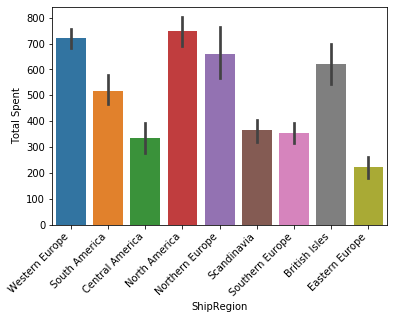 800
700
600
500
400
300
200
100
0
Total Spent
Western Europe
South America
Central America
North America
Northern Europe
Scandinavia
Southern Europe
British Isles
Eastern Europe
ShipRegion